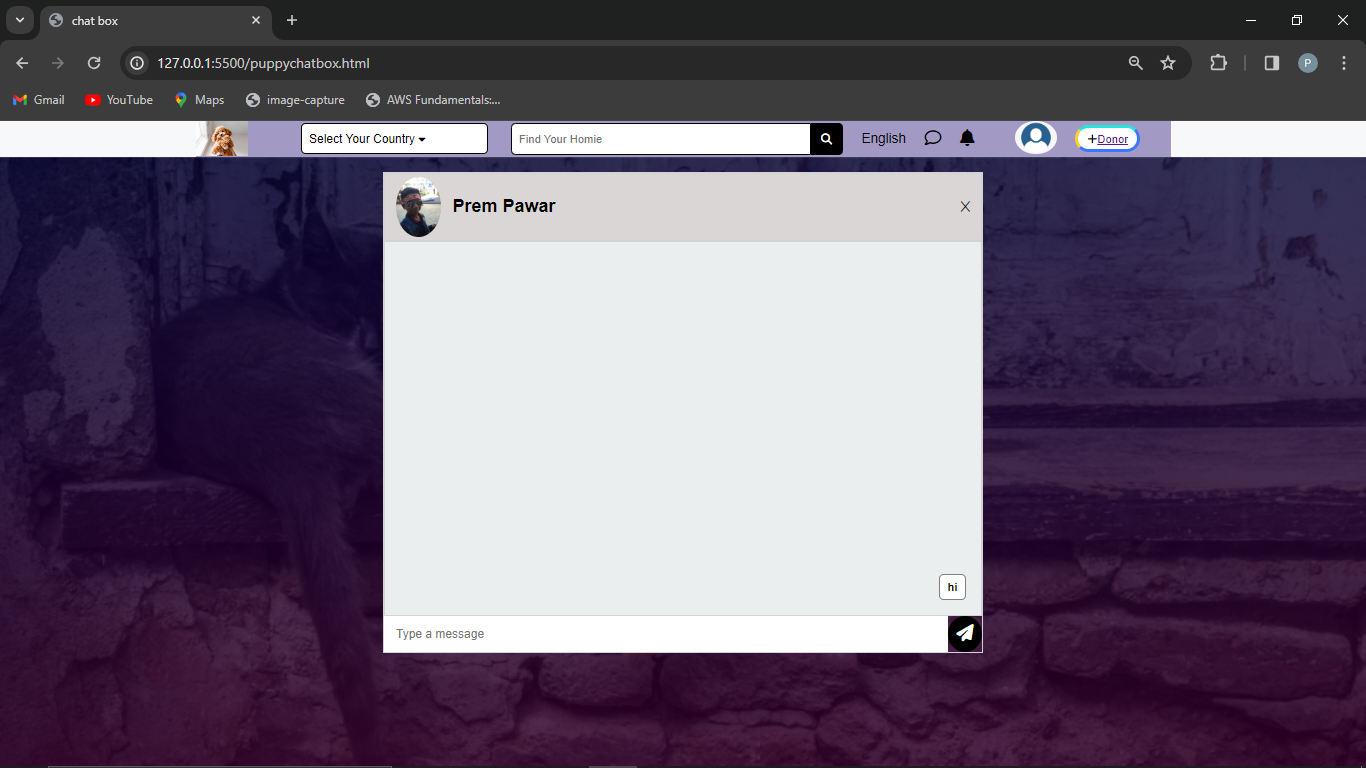 chat box
127.0.0.1:5500/puppychatbox.html
P
Gmail YouTube Maps image-capture AWS Fundamentals:...
Select Your Country Find Your Homie English +Donor
Prem Pawar X
hi
Type a message